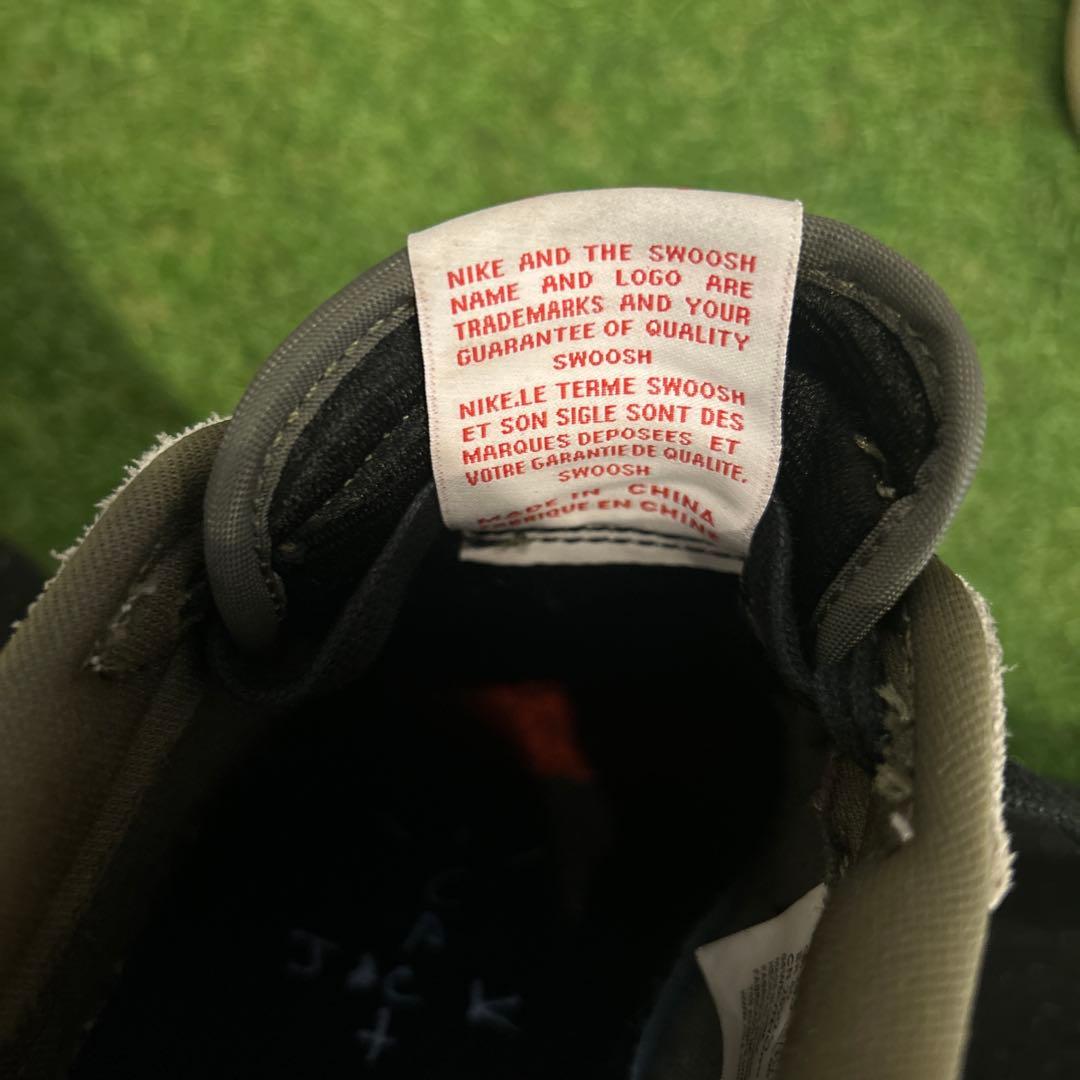 NIKE AND THE SWOOSH
NAME AND LOGO ARE
TRADEMARKS AND YOUR
GUARANTEE OF QUALITY
SWOOSH
NIKE.LE TERME SWOOSH
ET SON SIGLE SONT DES
MARQUES DEPOSEES ET
VOTRE GARANTIE DE QUALITE.
SWOOSH
MADE IN CHINA
FABRIQUE EN CHINE
C
A
JACK
T